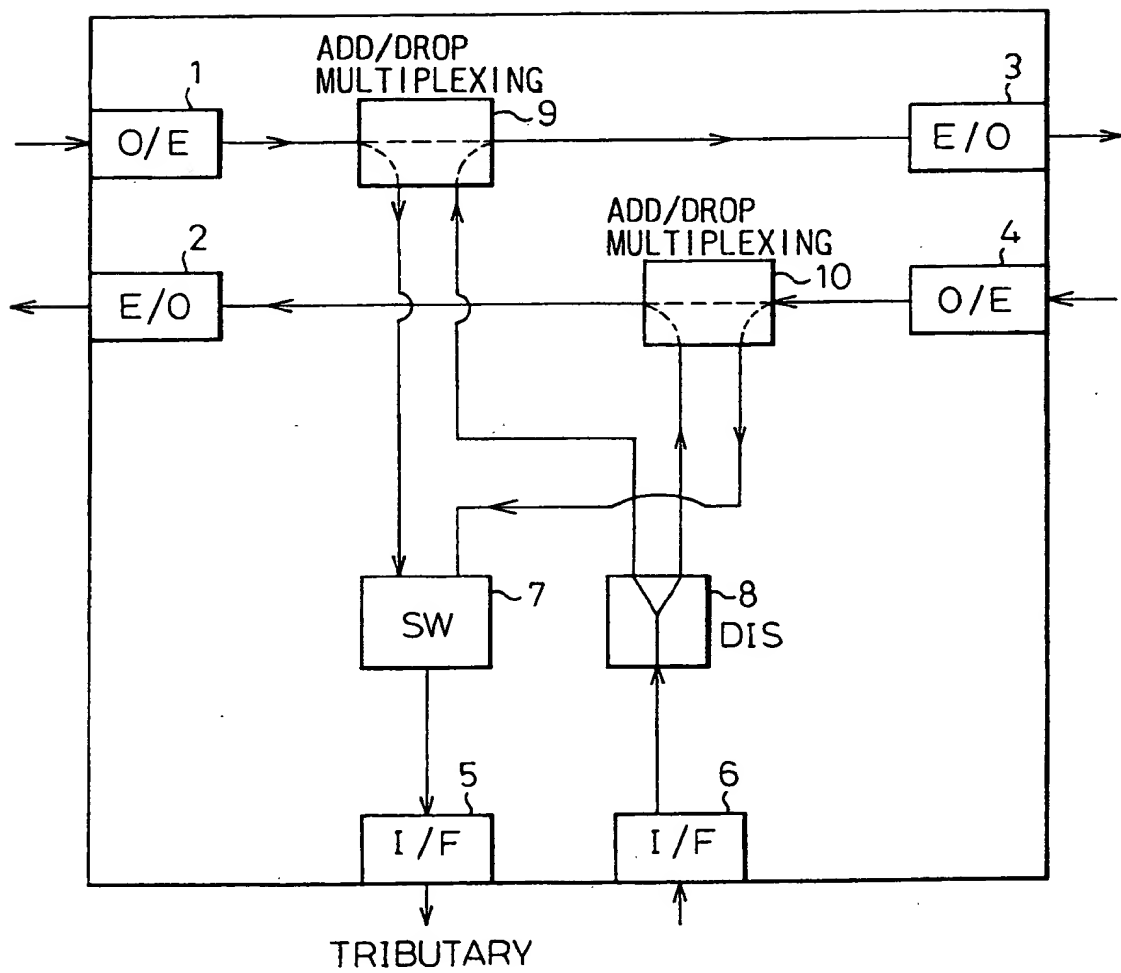 ADD/DROP
MULTIPLEXING
1
9
3
O/E
E/O
ADD/DROP
MULTIPLEXING
2
10
4
E/O
O/E
7
8
SW
DIS
5
6
I/F
I/F
TRIBUTARY